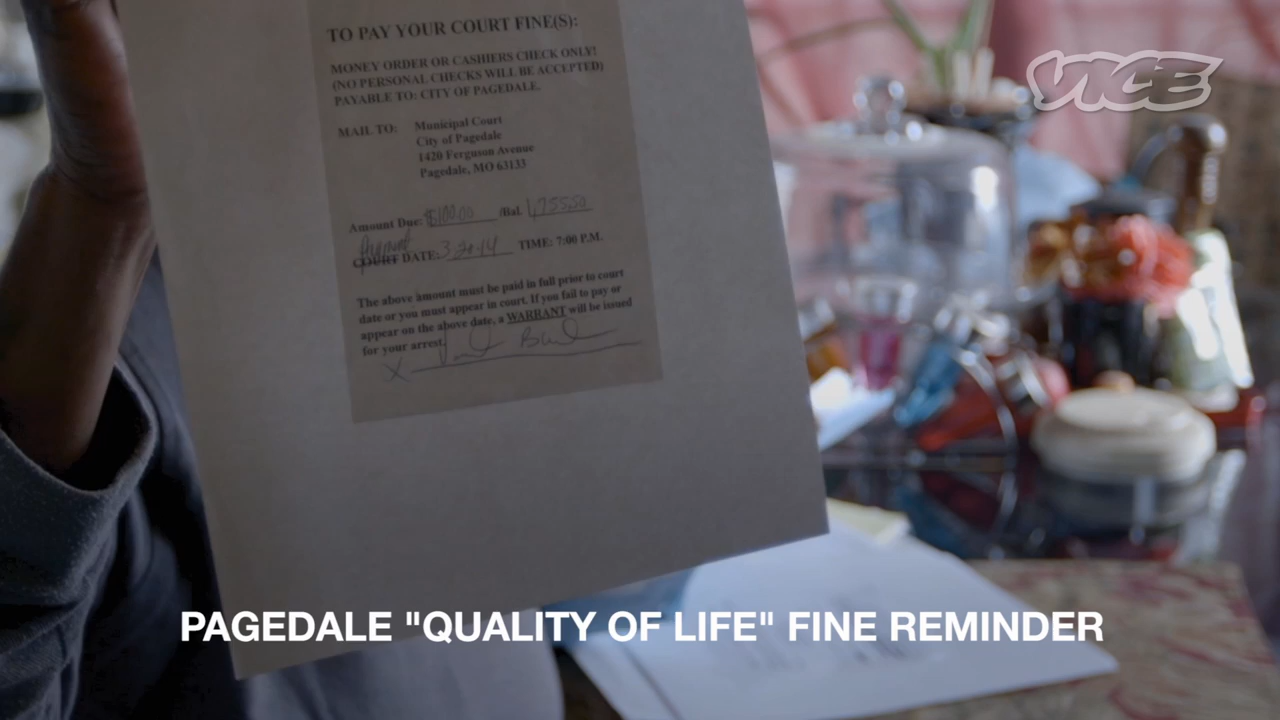 TO PAY YOUR COURT FINE(S):
MONEY ORDER OR CASHIERS CHECK ONLY!
(NO PERSONAL CHECKS WILL BE ACCEPTED)
PAYABLE TO: CITY OF PAGEDALE.
MAIL TO: Municipal Court
City of Pagedale
1420 Ferguson Avenue
Pagedale, MO 63133
Amount Due: $100.00 /Bal.
Payment
COURT DATE: 3-20-14 TIME: 7:00 P.M.
The above amount must be paid in full prior to court
date or you must appear in court. If you fail to pay or
appear on the above date, a WARRANT will be issued
for your arrest.
X
VICE
PAGEDALE "QUALITY OF LIFE" FINE REMINDER